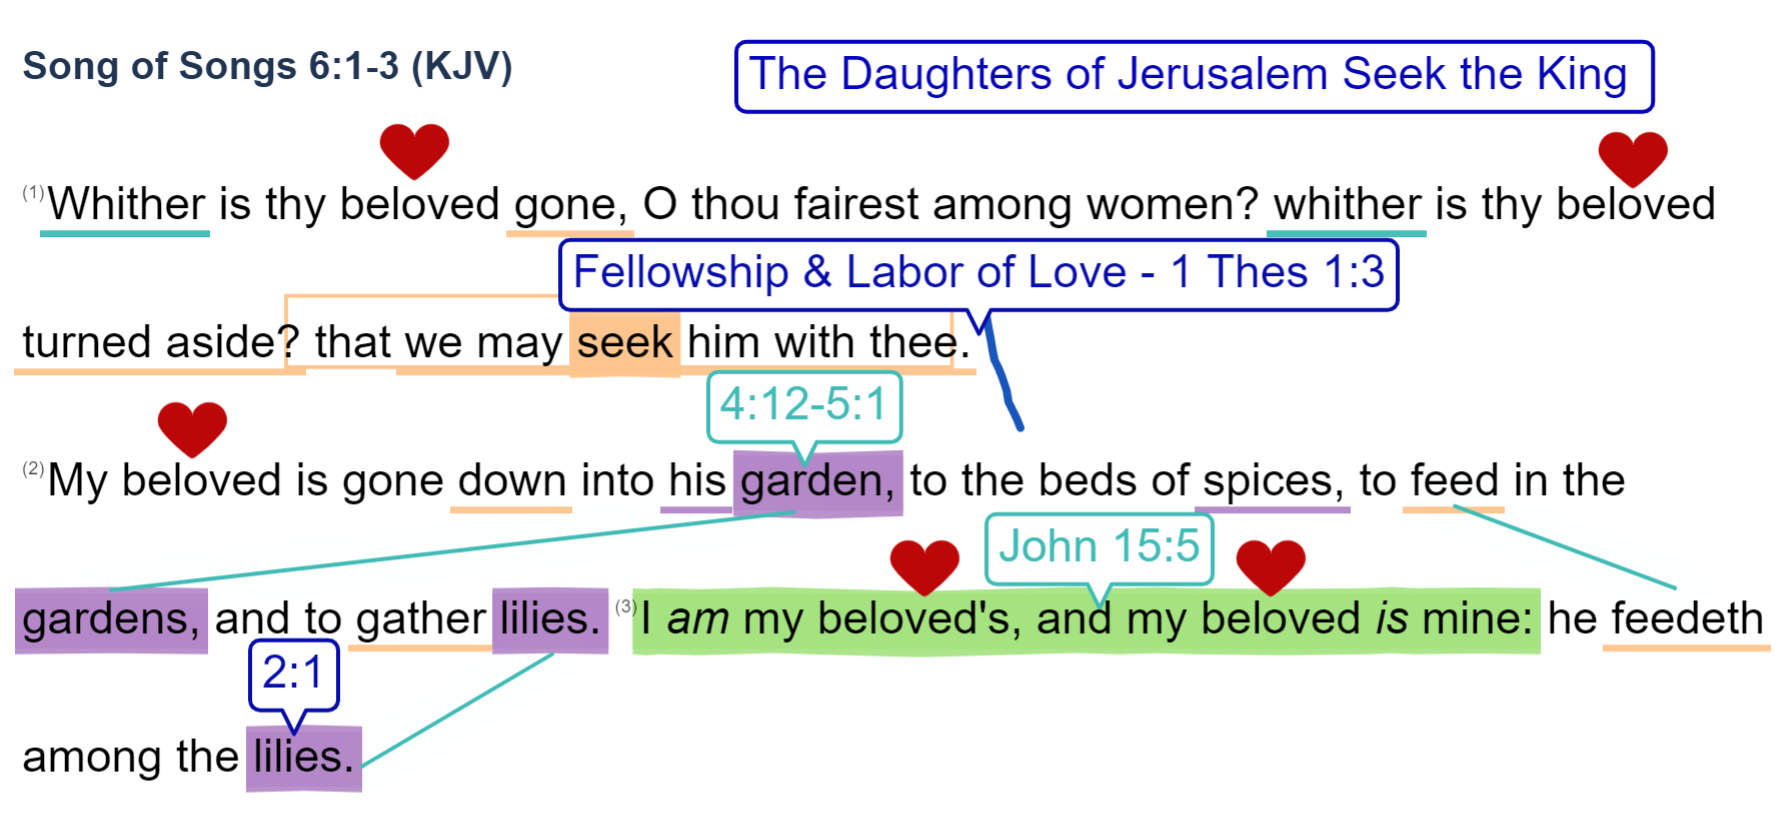 Song of Songs 6:1-3 (KJV)
The Daughters of Jerusalem Seek the King
(1)Whither is thy beloved gone, O thou fairest among women? whither is thy beloved
Fellowship & Labor of Love - 1 Thes 1:3
turned aside? that we may seek him with thee.
4:12-5:1
(2)My beloved is gone down into his garden, to the beds of spices, to feed in the
John 15:5
gardens, and to gather lilies. (3)I am my beloved's, and my beloved is mine: he feedeth
2:1
among the lilies.